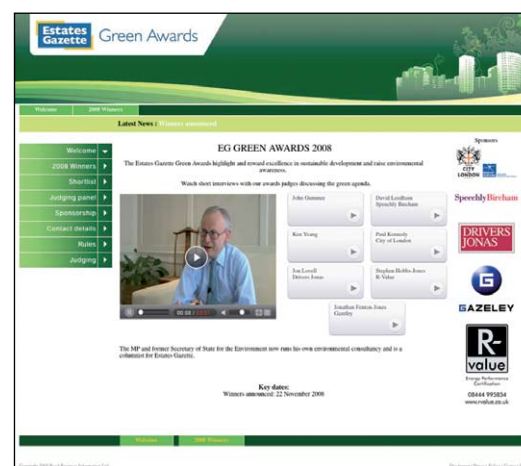 Estates
Gazette
Green Awards
Welcome
2008 Winners
Latest News : Winners announced
Welcome
2008 Winners
Shortlist
Judging panel
Sponsorship
Contact details
Rules
Judging
EG GREEN AWARDS 2008
The Estates Gazette Green Awards highlight and reward excellence in sustainable development and raise environmental
awareness.
Watch short interviews with our awards judges discussing the green agenda.
John Gummer
David Leedham
Speechly Bircham
Ken Yeang
Paul Kennedy
City of London
Jon Lovell
Drivers Jonas
Stephen Hobbs-Jones
R-Value
Jonathan Fenton-Jones
Gazeley
00:00
The MP and former Secretary of State for the Environment now runs his own environmental consultancy and is a
columnist for Estates Gazette.
Key dates:
Winners announced: 22 November 2008
Sponsors
CITY
LONDON
SpeechlyBircham
DRIVERS
JONAS
G
GAZELEY
R-
value
Energy Performance
Certification
08444 995854
www.rvalue.co.uk
Welcome
2008 Winners